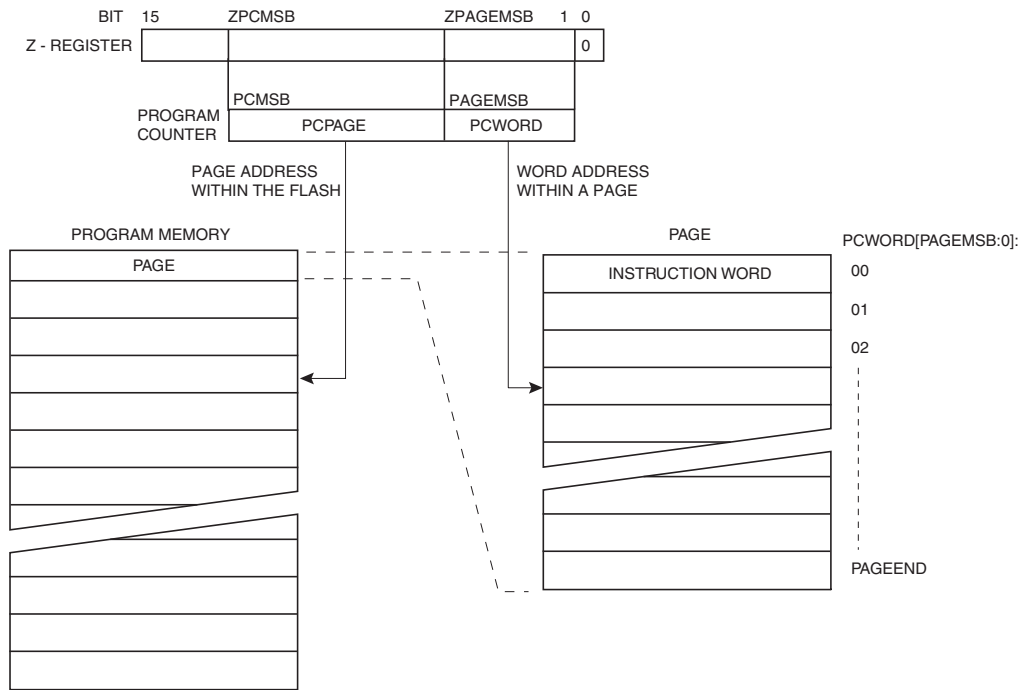 BIT 15 ZPCMSB ZPAGEMSB 1 0
Z - REGISTER 0
PCMSB PAGEMSB
PROGRAM
COUNTER
PCPAGE PCWORD
PAGE ADDRESS
WITHIN THE FLASH
WORD ADDRESS
WITHIN A PAGE
PROGRAM MEMORY
PAGE
PAGE
PCWORD[PAGEMSB:0]:
INSTRUCTION WORD
00
01
02
PAGEEND